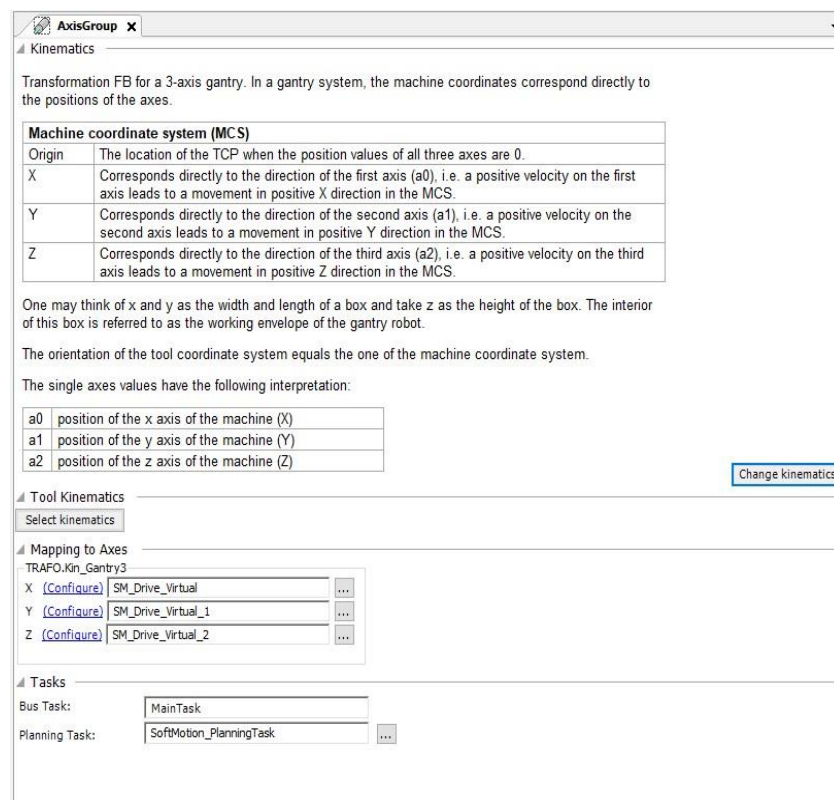 AxisGroup x
Kinematics
Transformation FB for a 3-axis gantry. In a gantry system, the machine coordinates correspond directly to
the positions of the axes.
Machine coordinate system (MCS)
Origin The location of the TCP when the position values of all three axes are 0.
X Corresponds directly to the direction of the first axis (a0), i.e. a positive velocity on the first
axis leads to a movement in positive X direction in the MCS.
Y Corresponds directly to the direction of the second axis (a1), i.e. a positive velocity on the
second axis leads to a movement in positive Y direction in the MCS.
Z Corresponds directly to the direction of the third axis (a2), i.e. a positive velocity on the third
axis leads to a movement in positive Z direction in the MCS.
One may think of x and y as the width and length of a box and take z as the height of the box. The interior
of this box is referred to as the working envelope of the gantry robot.
The orientation of the tool coordinate system equals the one of the machine coordinate system.
The single axes values have the following interpretation:
a0 position of the x axis of the machine (X)
a1 position of the y axis of the machine (Y)
a2 position of the z axis of the machine (Z)
Change kinematics
Tool Kinematics
Select kinematics
Mapping to Axes
TRAFO.Kin_Gantry3
X (Configure) SM_Drive_Virtual ...
Y (Configure) SM_Drive_Virtual_1 ...
Z (Configure) SM_Drive_Virtual_2 ...
Tasks
Bus Task: MainTask
Planning Task: SoftMotion_PlanningTask ...